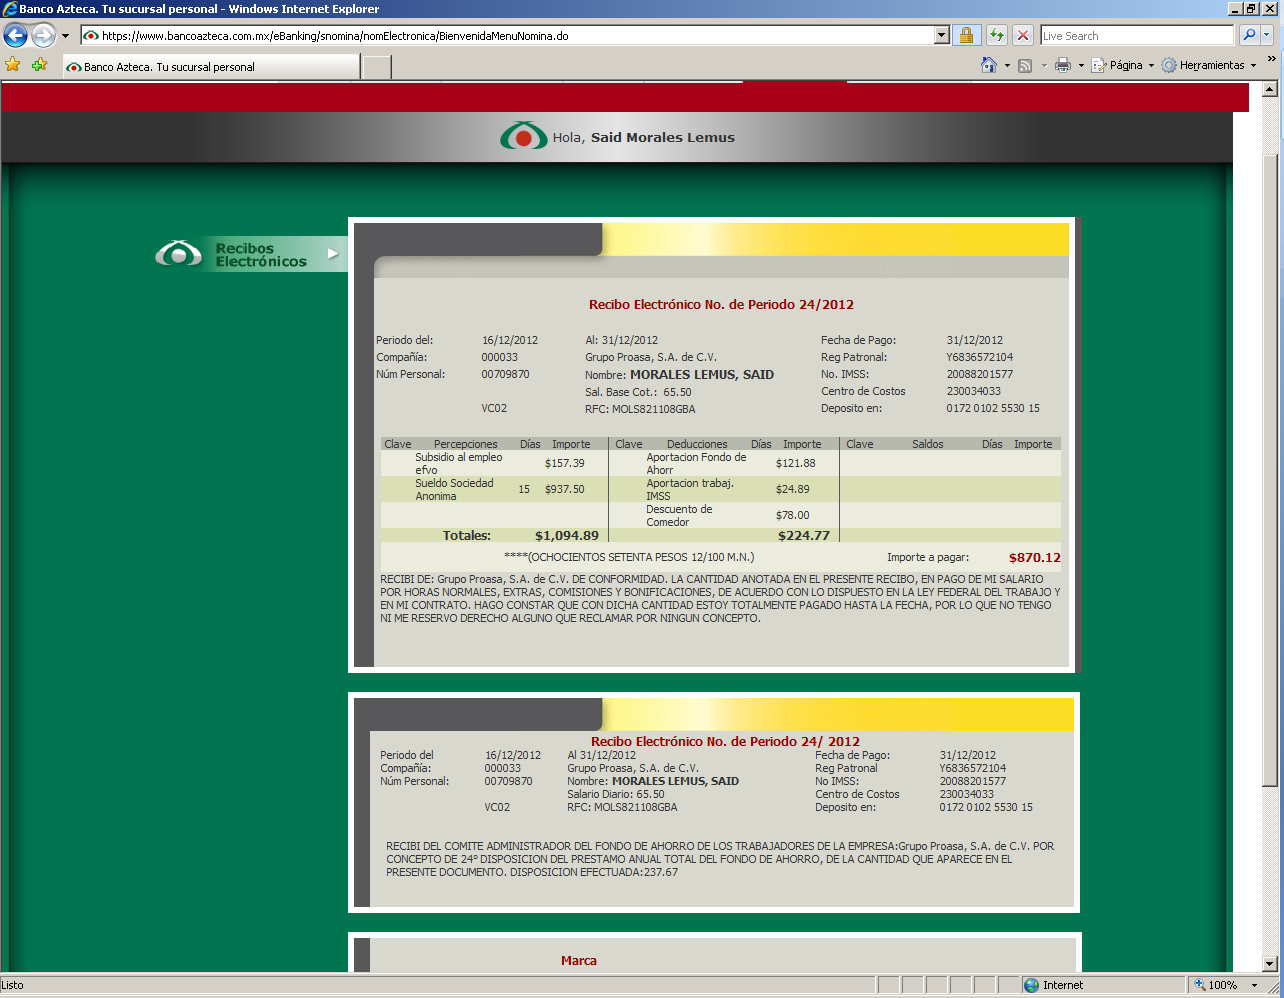 Banco Azteca. Tu sucursal personal - Windows Internet Explorer
https://www.bancoazteca.com.mx/eBanking/snomina/nomElectronica/BienvenidaMenuNomina.do
Live Search
Banco Azteca. Tu sucursal personal
Página Herramientas »
Hola, Said Morales Lemus
Recibos
Electrónicos
Recibo Electrónico No. de Periodo 24/2012
Periodo del: 16/12/2012 Al: 31/12/2012 Fecha de Pago: 31/12/2012
Compañía: 000033 Grupo Proasa, S.A. de C.V. Reg Patronal: Y6836572104
Núm Personal: 00709870 Nombre: MORALES LEMUS, SAID No. IMSS: 20088201577
Sal. Base Cot.: 65.50 Centro de Costos 230034033
VC02 RFC: MOLS821108GBA Deposito en: 0172 0102 5530 15
Clave Percepciones Días Importe Clave Deducciones Días Importe Clave Saldos Días Importe
Subsidio al empleo efvo $157.39 Aportacion Fondo de Ahorr $121.88
Sueldo Sociedad Anonima 15 $937.50 Aportacion trabaj. IMSS $24.89
Descuento de Comedor $78.00
Totales: $1,094.89 $224.77
****(OCHOCIENTOS SETENTA PESOS 12/100 M.N.) Importe a pagar: $870.12
RECIBI DE: Grupo Proasa, S.A. de C.V. DE CONFORMIDAD. LA CANTIDAD ANOTADA EN EL PRESENTE RECIBO, EN PAGO DE MI SALARIO
POR HORAS NORMALES, EXTRAS, COMISIONES Y BONIFICACIONES, DE ACUERDO CON LO DISPUESTO EN LA LEY FEDERAL DEL TRABAJO Y
EN MI CONTRATO. HAGO CONSTAR QUE CON DICHA CANTIDAD ESTOY TOTALMENTE PAGADO HASTA LA FECHA, POR LO QUE NO TENGO
NI ME RESERVO DERECHO ALGUNO QUE RECLAMAR POR NINGUN CONCEPTO.
Recibo Electrónico No. de Periodo 24/ 2012
Periodo del 16/12/2012 Al 31/12/2012 Fecha de Pago: 31/12/2012
Compañía: 000033 Grupo Proasa, S.A. de C.V. Reg Patronal Y6836572104
Núm Personal: 00709870 Nombre: MORALES LEMUS, SAID No IMSS: 20088201577
Salario Diario: 65.50 Centro de Costos 230034033
VC02 RFC: MOLS821108GBA Deposito en: 0172 0102 5530 15
RECIBI DEL COMITE ADMINISTRADOR DEL FONDO DE AHORRO DE LOS TRABAJADORES DE LA EMPRESA:Grupo Proasa, S.A. de C.V. POR
CONCEPTO DE 24° DISPOSICION DEL PRESTAMO ANUAL TOTAL DEL FONDO DE AHORRO, DE LA CANTIDAD QUE APARECE EN EL
PRESENTE DOCUMENTO. DISPOSICION EFECTUADA:237.67
Marca
Listo Internet 100%